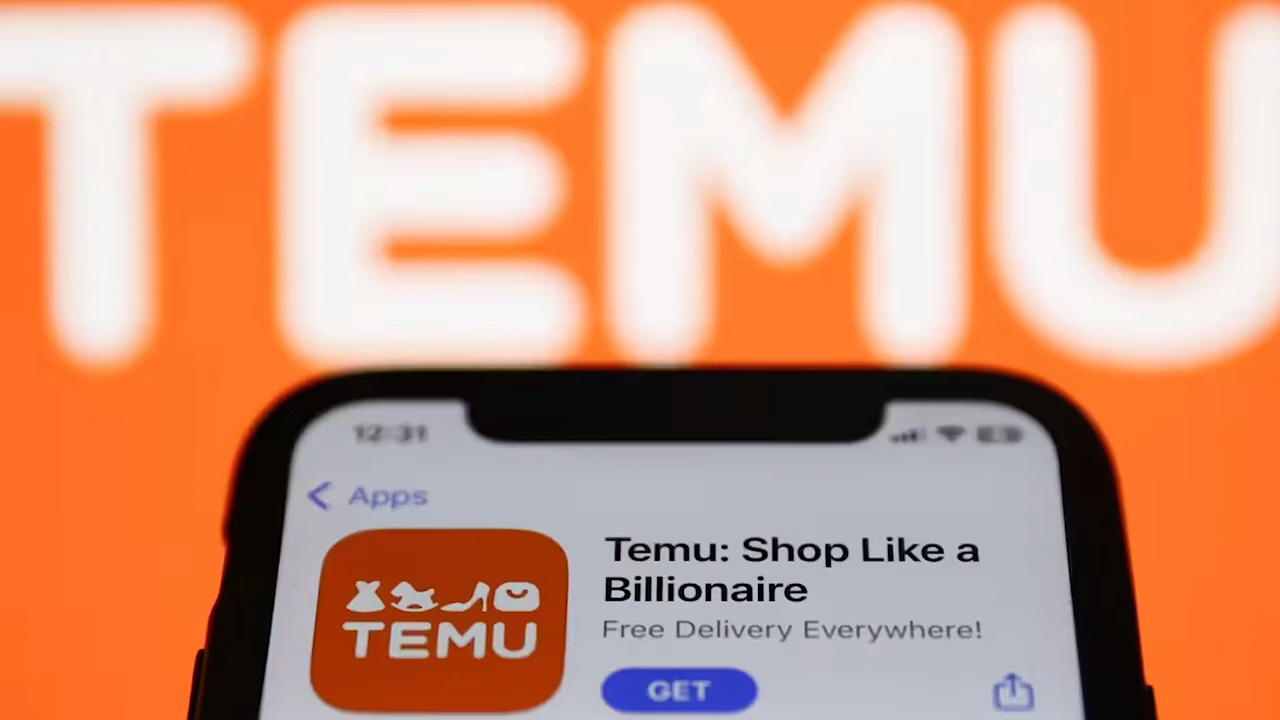 TEMU
12:31
Apps
TEMU
Temu: Shop Like a
Billionaire
Free Delivery Everywhere!
GET